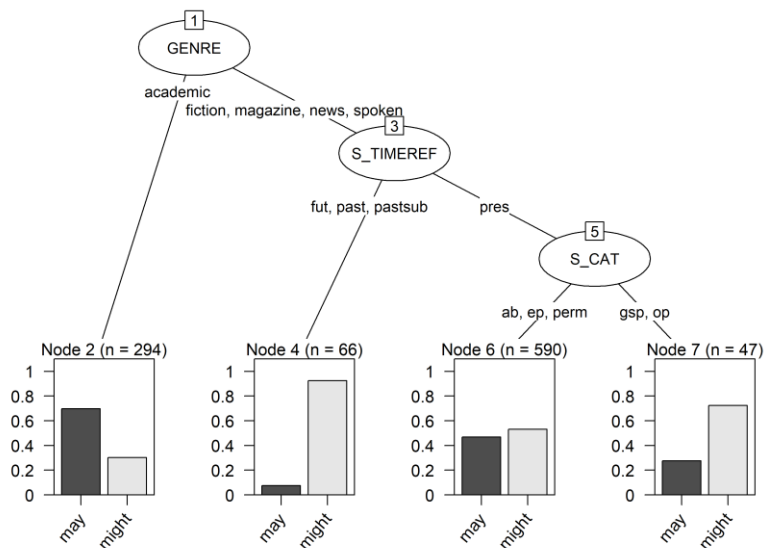 1
GENRE
academic
fiction, magazine, news, spoken
3
S_TIMEREF
fut, past, pastsub
pres
5
S_CAT
ab, ep, perm
gsp, op
Node 2 (n = 294)
1
0.8
0.6
0.4
0.2
0
may
might
Node 4 (n = 66)
1
0.8
0.6
0.4
0.2
0
may
might
Node 6 (n = 590)
1
0.8
0.6
0.4
0.2
0
may
might
Node 7 (n = 47)
1
0.8
0.6
0.4
0.2
0
may
might